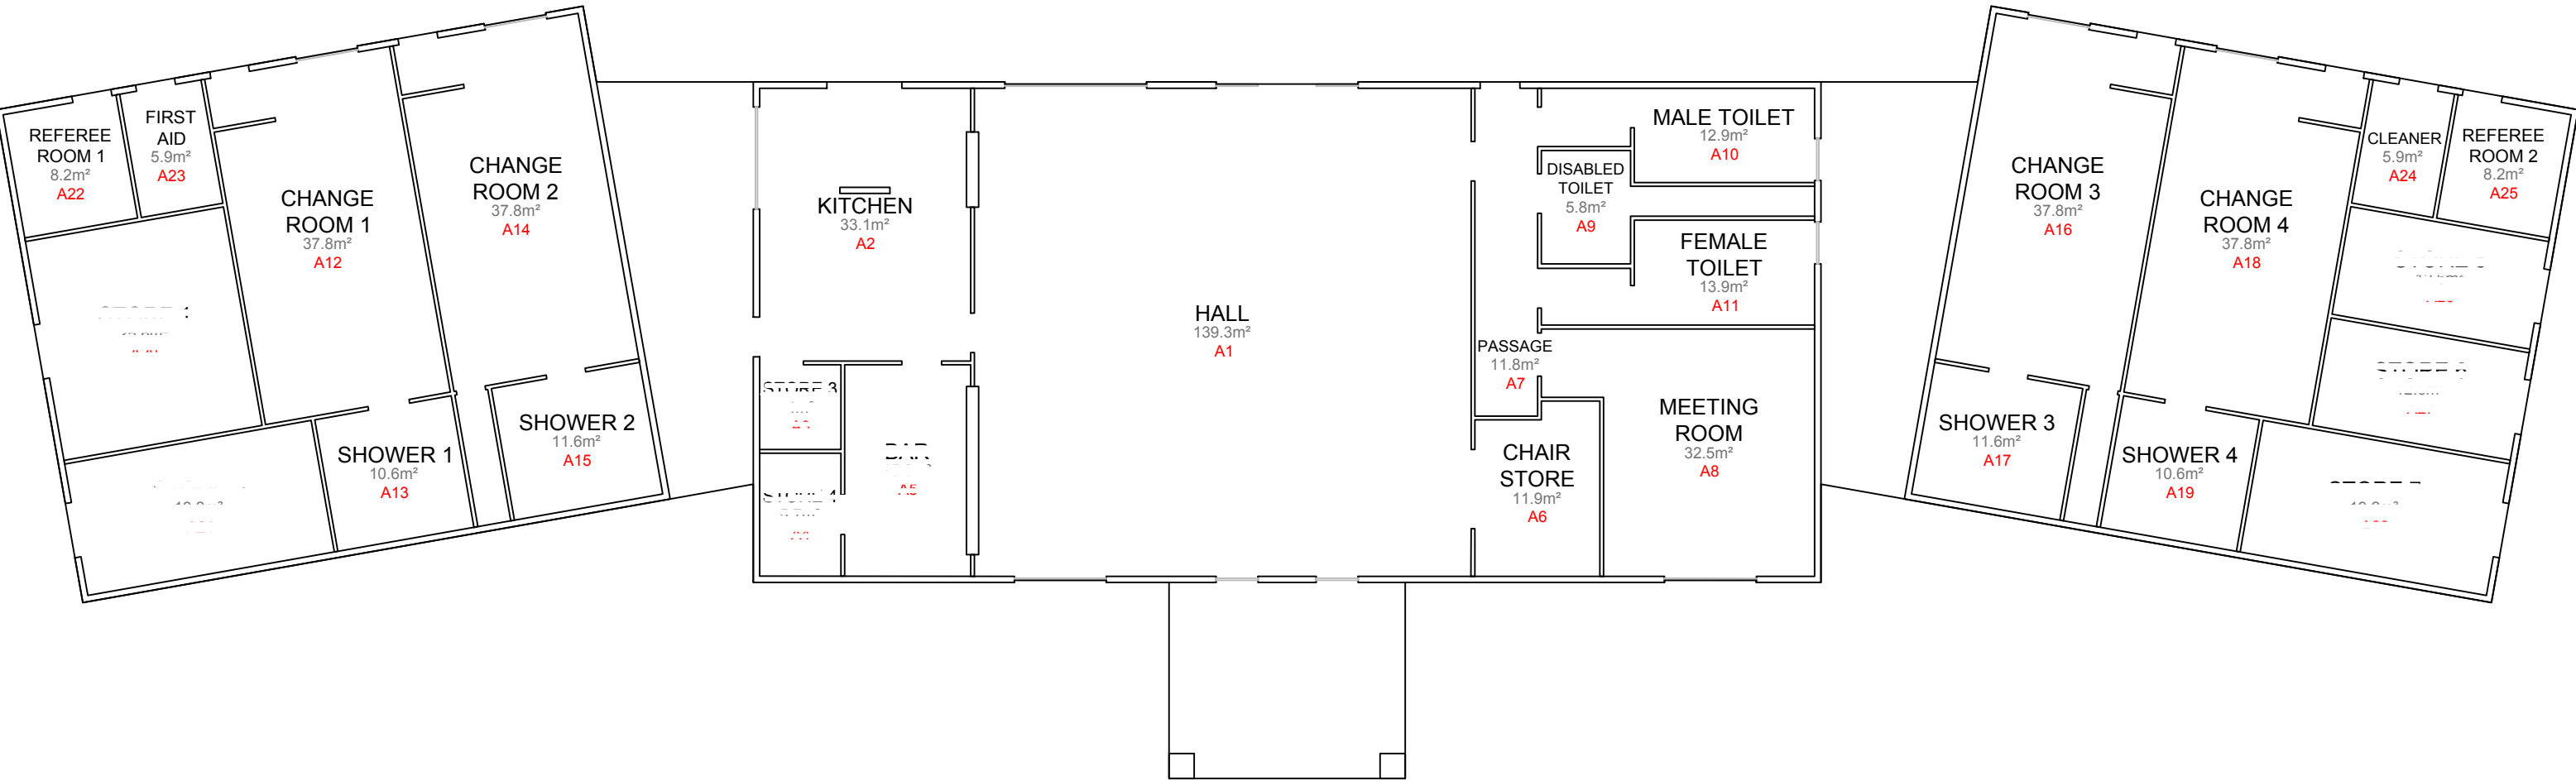 REFEREE
ROOM 1
8.2m²
A22
FIRST
AID
5.9m²
A23
CHANGE
ROOM 1
37.8m²
A12
CHANGE
ROOM 2
37.8m²
A14
SHOWER 1
10.6m²
A13
SHOWER 2
11.6m²
A15
KITCHEN
33.1m²
A2
STORE 3
STORE 4
BAR
HALL
139.3m²
A1
MALE TOILET
12.9m²
A10
DISABLED
TOILET
5.8m²
A9
FEMALE
TOILET
13.9m²
A11
PASSAGE
11.8m²
A7
CHAIR
STORE
11.9m²
A6
MEETING
ROOM
32.5m²
A8
CHANGE
ROOM 3
37.8m²
A16
CHANGE
ROOM 4
37.8m²
A18
CLEANER
5.9m²
A24
REFEREE
ROOM 2
8.2m²
A25
SHOWER 3
11.6m²
A17
SHOWER 4
10.6m²
A19